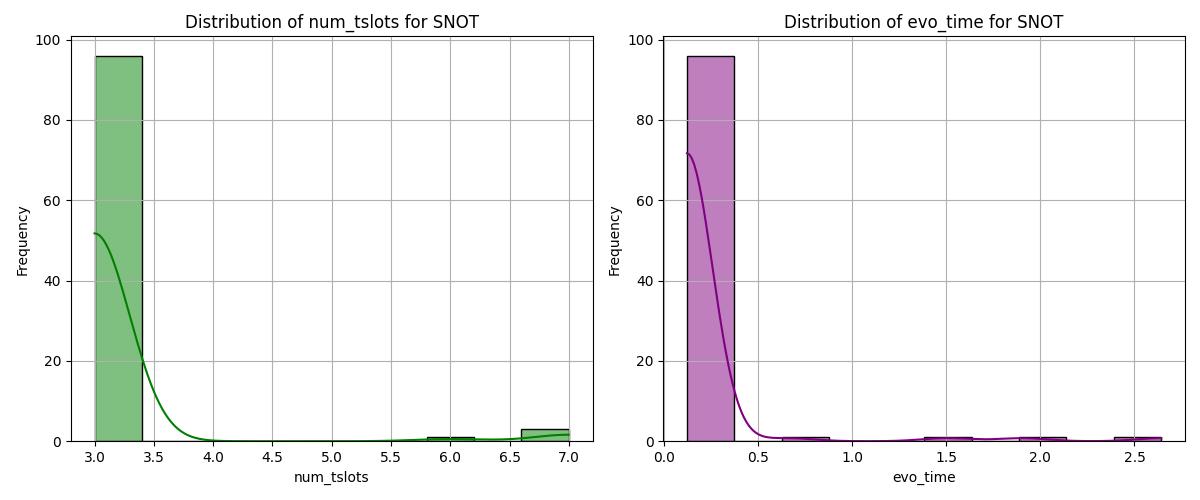 Distribution of num_tslots for SNOT
Frequency
100
80
60
40
20
0
3.0 3.5 4.0 4.5 5.0 5.5 6.0 6.5 7.0
num_tslots
Distribution of evo_time for SNOT
Frequency
100
80
60
40
20
0
0.0 0.5 1.0 1.5 2.0 2.5
evo_time